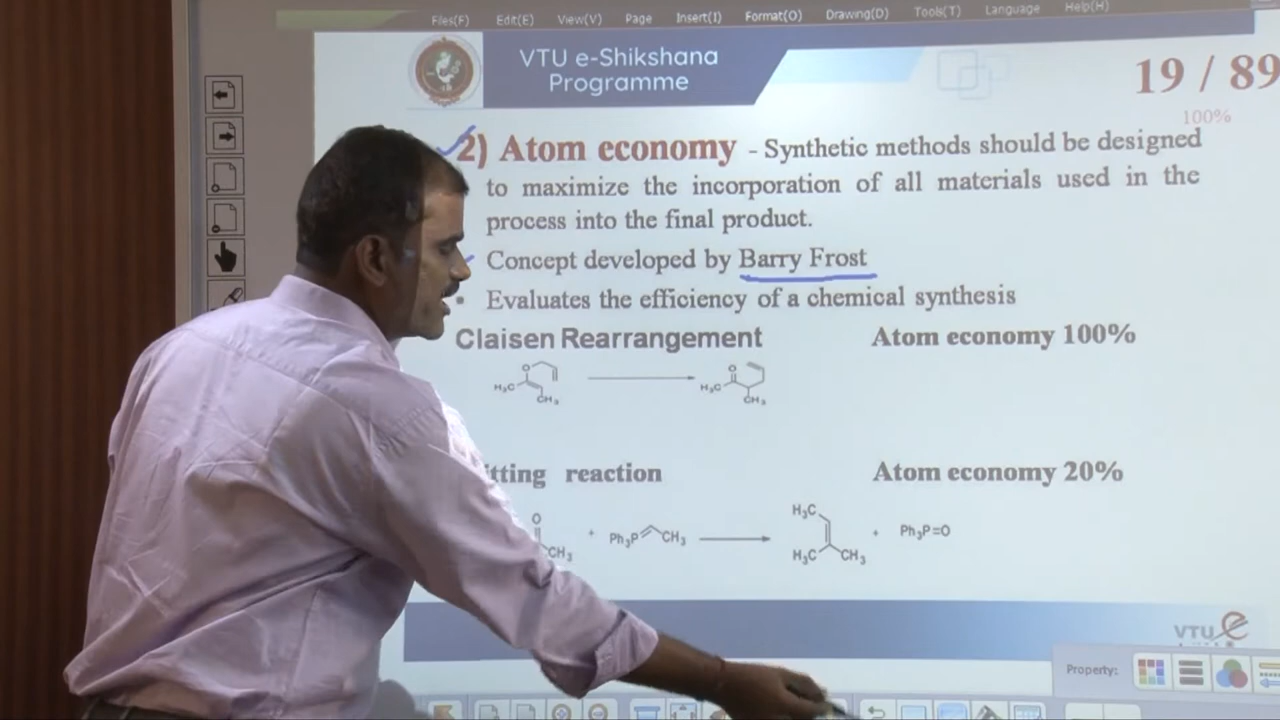 Files(F) Edit(E) View(V) Page Insert(I) Format(O) Drawing(D) Tools(T) Language Help(H)
VTU e-Shikshana
Programme
19 / 89
100%
2) Atom economy - Synthetic methods should be designed
to maximize the incorporation of all materials used in the
process into the final product.
Concept developed by Barry Frost
• Evaluates the efficiency of a chemical synthesis
Claisen Rearrangement Atom economy 100%
O O
H₃C CH₃ H₃C CH₃
itting reaction Atom economy 20%
O CH₃ + Ph₃P CH₃ H₃C H₃C CH₃ + Ph₃P=O
VTU e
Property: